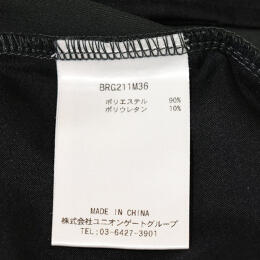 BRG211M36
ポリエステル 90%
ポリウレタン 10%
MADE IN CHINA
株式会社ユニオンゲートグループ
TEL:03-6427-3901